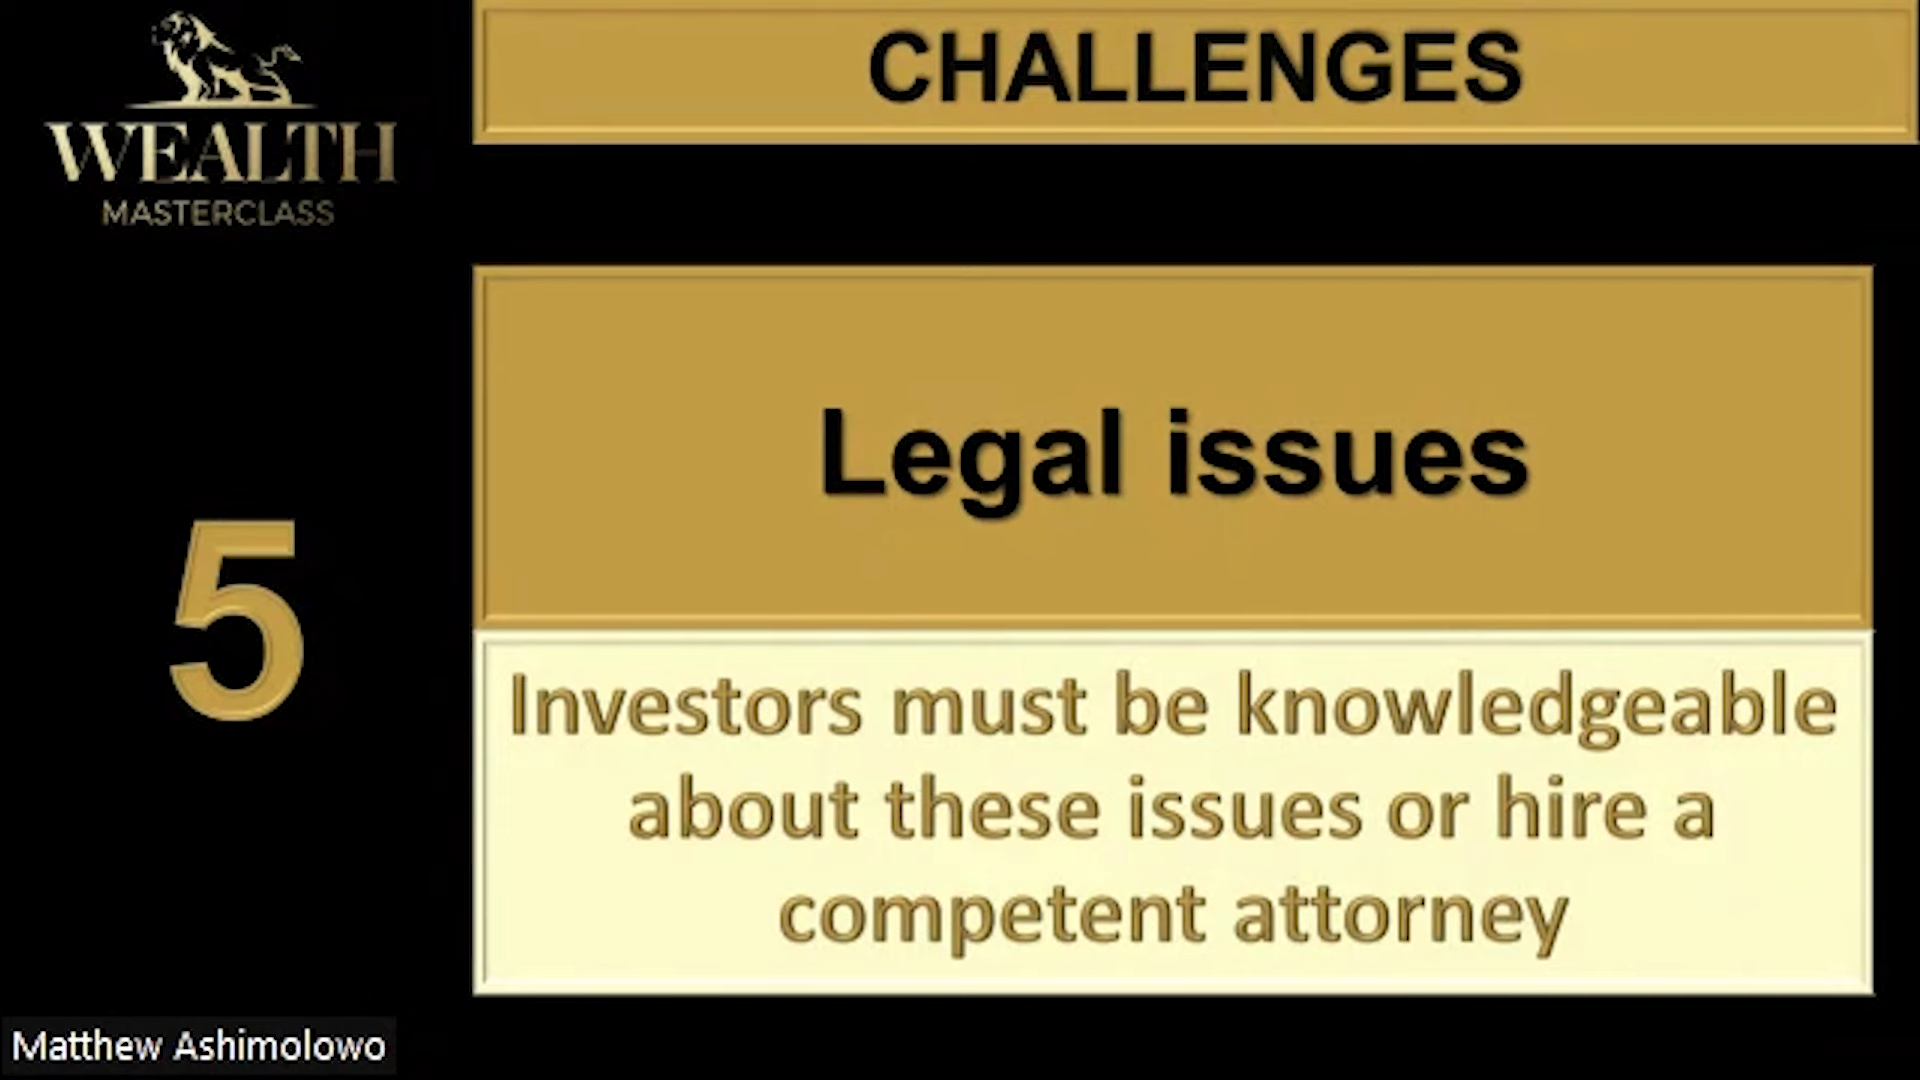 WEALTH
MASTERCLASS
CHALLENGES
5
Legal issues
Investors must be knowledgeable
about these issues or hire a
competent attorney
Matthew Ashimolowo